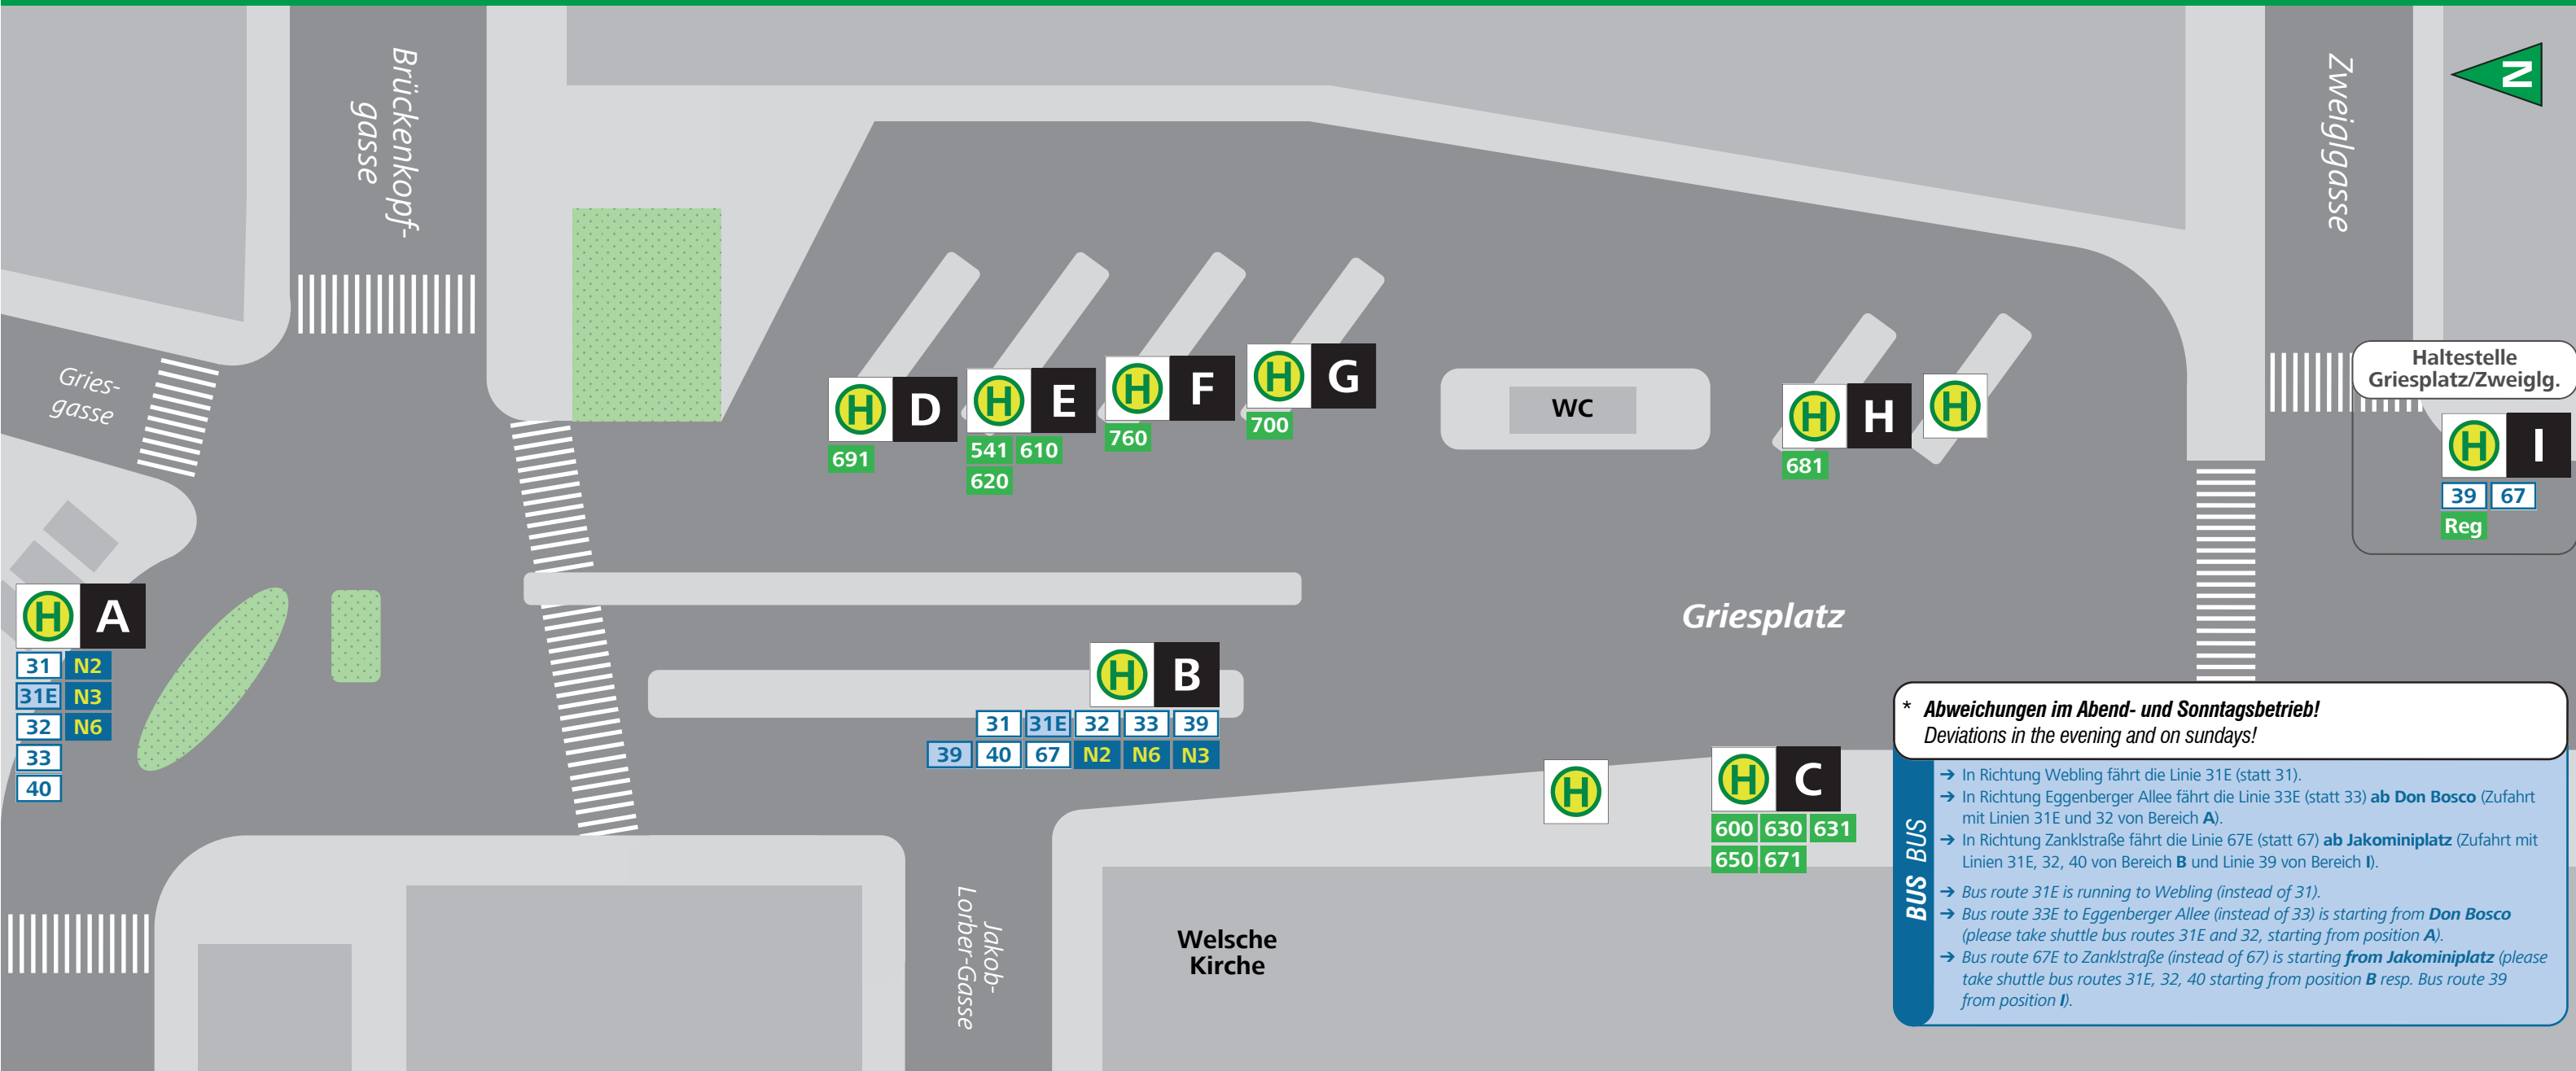 Brückenkopf-
gasse
Zweiglgasse
N
Gries-
gasse
Haltestelle
Griesplatz/Zweiglg.
H D
691
H E
541 610
620
H F
760
H G
700
WC
H H
681
H
H I
39 67
Reg
H A
31 N2
31E N3
32 N6
33
40
Griesplatz
H B
31 31E 32 33 39
39 40 67 N2 N6 N3
H
H C
600 630 631
650 671
Jakob-
Lorber-Gasse
Welsche
Kirche
* Abweichungen im Abend- und Sonntagsbetrieb!
Deviations in the evening and on sundays!
BUS BUS
➔ In Richtung Webling fährt die Linie 31E (statt 31).
➔ In Richtung Eggenberger Allee fährt die Linie 33E (statt 33) ab Don Bosco (Zufahrt
mit Linien 31E und 32 von Bereich A).
➔ In Richtung Zanklstraße fährt die Linie 67E (statt 67) ab Jakominiplatz (Zufahrt mit
Linien 31E, 32, 40 von Bereich B und Linie 39 von Bereich I).
➔ Bus route 31E is running to Webling (instead of 31).
➔ Bus route 33E to Eggenberger Allee (instead of 33) is starting from Don Bosco
(please take shuttle bus routes 31E and 32, starting from position A).
➔ Bus route 67E to Zanklstraße (instead of 67) is starting from Jakominiplatz (please
take shuttle bus routes 31E, 32, 40 starting from position B resp. Bus route 39
from position I).